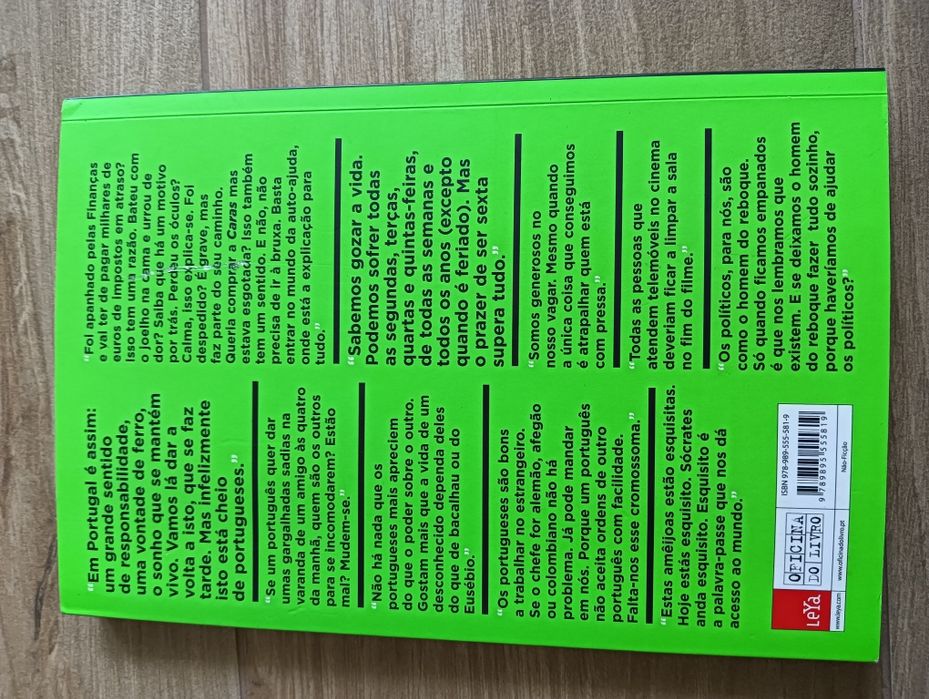 “Em Portugal é assim:
um grande sentido
de responsabilidade,
uma vontade de ferro,
o sonho que se mantém
vivo. Vamos lá dar a
volta a isto, que se faz
tarde. Mas infelizmente
isto está cheio
de portugueses.”
“Se um português quer dar
umas gargalhadas sadias na
varanda de um amigo às quatro
da manhã, quem são os outros
para se incomodarem? Estão
mal? Mudem-se.”
“Não há nada que os
portugueses mais apreciem
do que o poder sobre o outro.
Gostam mais que a vida de um
desconhecido dependa deles
do que de bacalhau ou do
Eusébio.”
“Os portugueses são bons
a trabalhar no estrangeiro.
Se o chefe for alemão, afegão
ou colombiano não há
problema. Já pode mandar
em nós. Porque um português
não aceita ordens de outro
português com facilidade.
Falta-nos esse cromossoma.”
“Estas amêijoas estão esquisitas.
Hoje estás esquisito. Sócrates
anda esquisito. Esquisito é
a palavra-passe que nos dá
acesso ao mundo.”
“Foi apanhado pelas Finanças
e vai ter de pagar milhares de
euros de impostos em atraso?
Isso tem uma razão. Bateu com
o joelho na cama e urrou de
dor? Saiba que há um motivo
por trás. Perdeu os óculos?
Calma, isso explica-se. Foi
despedido? É grave, mas
faz parte do seu caminho.
Queria comprar a Caras mas
estava esgotada? Isso também
tem um sentido. E não, não
precisa de ir à bruxa. Basta
entrar no mundo da auto-ajuda,
onde está a explicação para
tudo.”
“Sabemos gozar a vida.
Podemos sofrer todas
as segundas, terças,
quartas e quintas-feiras,
de todas as semanas e
todos os anos (excepto
quando é feriado). Mas
o prazer de ser sexta
supera tudo.”
“Somos generosos no
nosso vagar. Mesmo quando
a única coisa que conseguimos
é atrapalhar quem está
com pressa.”
“Todas as pessoas que
atendem telemóveis no cinema
deveriam ficar a limpar a sala
no fim do filme.”
“Os políticos, para nós, são
como o homem do reboque.
Só quando ficamos empanados
é que nos lembramos que
existem. E se deixamos o homem
do reboque fazer tudo sozinho,
porque haveríamos de ajudar
os políticos?”
LeYa
www.leya.com
OFICINA
DO LIVRO
www.oficinadolivro.pt
ISBN 978-989-555-581-9
9 789895 555819
Não-Ficção